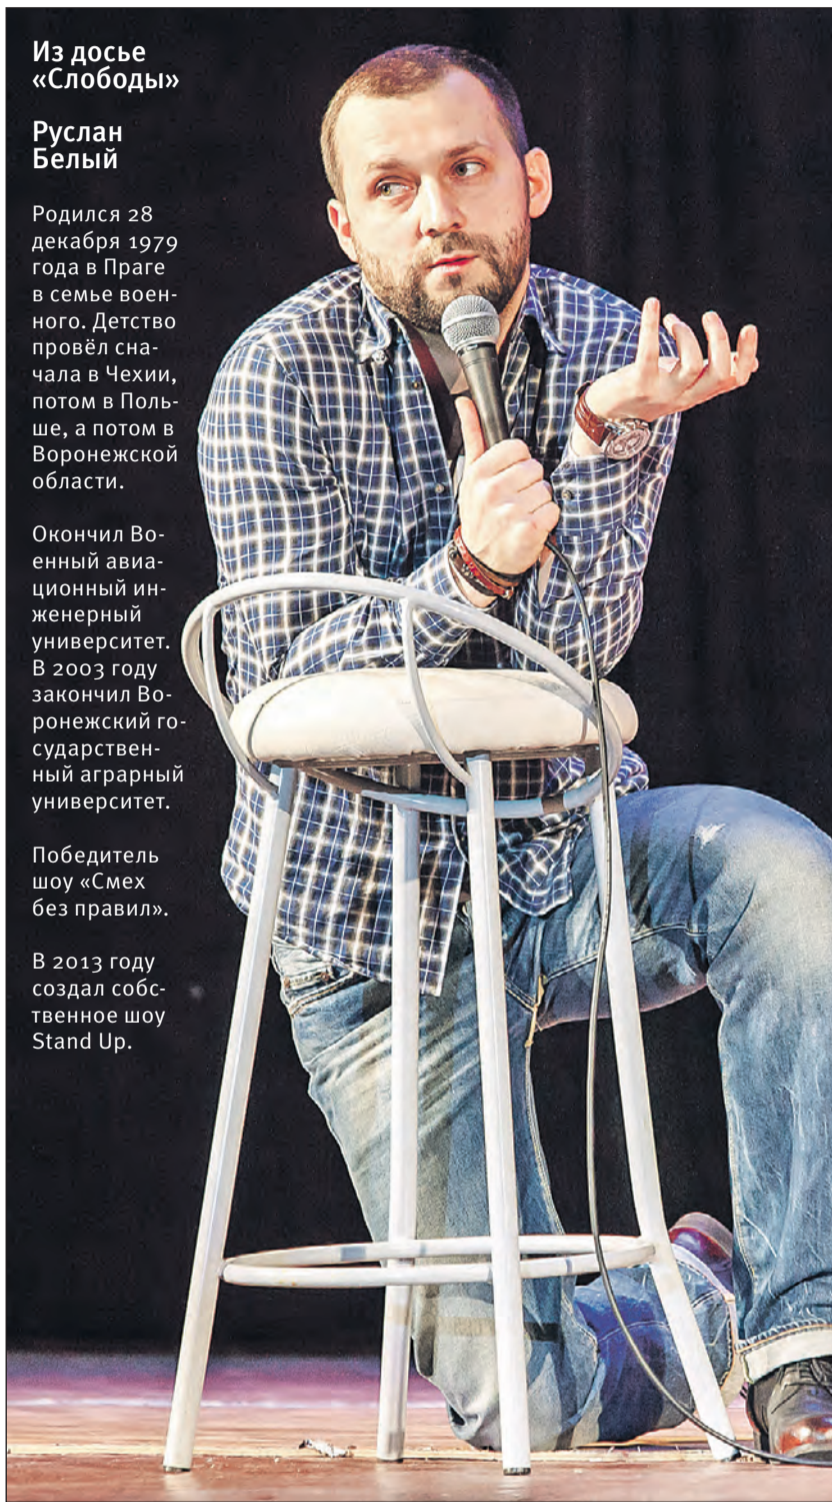 Из досье
«Слободы»
Руслан
Белый
Родился 28
декабря 1979
года в Праге
в семье воен-
ного. Детство
провёл сна-
чала в Чехии,
потом в Поль-
ше, а потом в
Воронежской
области.
Окончил Во-
енный авиа-
ционный ин-
женерный
университет.
В 2003 году
закончил Во-
ронежский го-
сударствен-
ный аграрный
университет.
Победитель
шоу «Смех
без правил».
В 2013 году
создал собс-
твенное шоу
Stand Up.